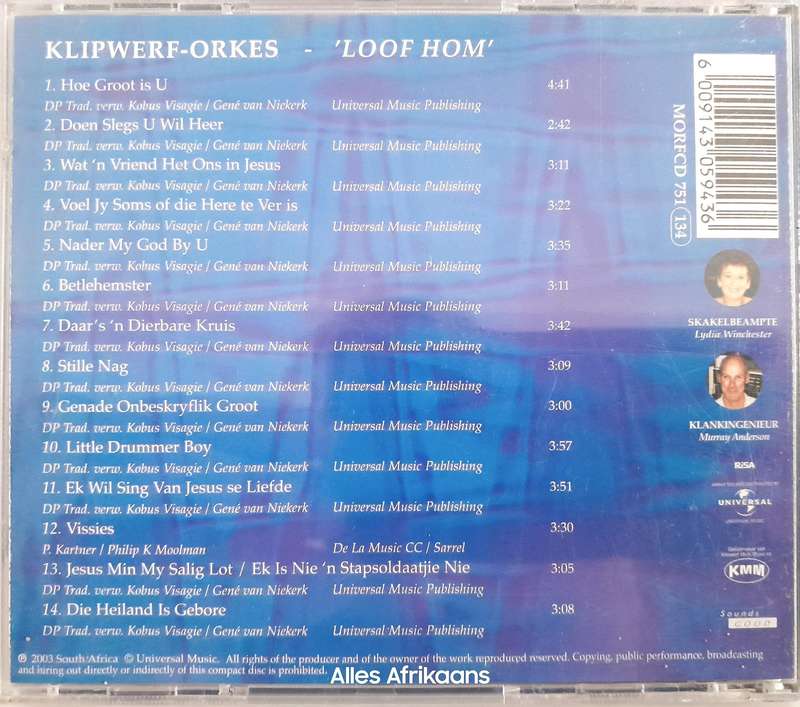 KLIPWERF-ORKES - 'LOOF HOM'
1. Hoe Groot is U 4:41
DP Trad. verw. Kobus Visagie / Gené van Niekerk Universal Music Publishing
2. Doen Slegs U Wil Heer 2:42
DP Trad. verw. Kobus Visagie / Gené van Niekerk Universal Music Publishing
3. Wat 'n Vriend Het Ons in Jesus 3:11
DP Trad. verw. Kobus Visagie / Gené van Niekerk Universal Music Publishing
4. Voel Jy Soms of die Here te Ver is 3:22
DP Trad. verw. Kobus Visagie / Gené van Niekerk Universal Music Publishing
5. Nader My God By U 3:35
DP Trad. verw. Kobus Visagie / Gené van Niekerk Universal Music Publishing
6. Betlehemster 3:11
DP Trad. verw. Kobus Visagie / Gené van Niekerk Universal Music Publishing
7. Daar's 'n Dierbare Kruis 3:42
DP Trad. verw. Kobus Visagie / Gené van Niekerk Universal Music Publishing
8. Stille Nag 3:09
DP Trad. verw. Kobus Visagie / Gené van Niekerk Universal Music Publishing
9. Genade Onbeskryflik Groot 3:00
DP Trad. verw. Kobus Visagie / Gené van Niekerk Universal Music Publishing
10. Little Drummer Boy 3:57
DP Trad. verw. Kobus Visagie / Gené van Niekerk Universal Music Publishing
11. Ek Wil Sing Van Jesus se Liefde 3:51
DP Trad. verw. Kobus Visagie / Gené van Niekerk Universal Music Publishing
12. Vissies 3:30
P. Kartner / Philip K Moolman De La Music CC / Sarrel
13. Jesus Min My Salig Lot / Ek Is Nie 'n Stapsoldaatjie Nie 3:05
DP Trad. verw. Kobus Visagie / Gené van Niekerk Universal Music Publishing
14. Die Heiland Is Gebore 3:08
DP Trad. verw. Kobus Visagie / Gené van Niekerk Universal Music Publishing
6 009143 059436
MORFCD 751 134
SKAKELBEAMPTE
Lydia Winchester
KLANKINGENIEUR
Murray Anderson
RiSA
UNIVERSAL
UNIVERSAL MUSIC
KMM
Sounds
GOOD
℗ 2003 South Africa © Universal Music. All rights of the producer and of the owner of the work reproduced reserved. Copying, public performance, broadcasting
and hiring out directly or indirectly of this compact disc is prohibited.
Alles Afrikaans